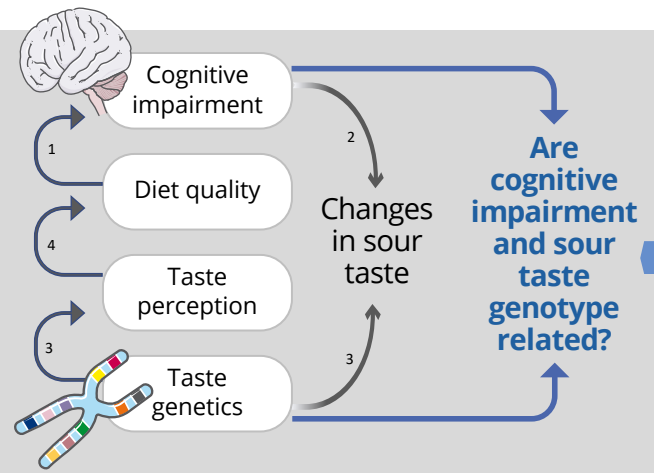 Cognitive
impairment
1
2
Diet quality
4
Changes
in sour
taste
Taste
perception
3
3
Taste
genetics
Are
cognitive
impairment
and sour
taste
genotype
related?